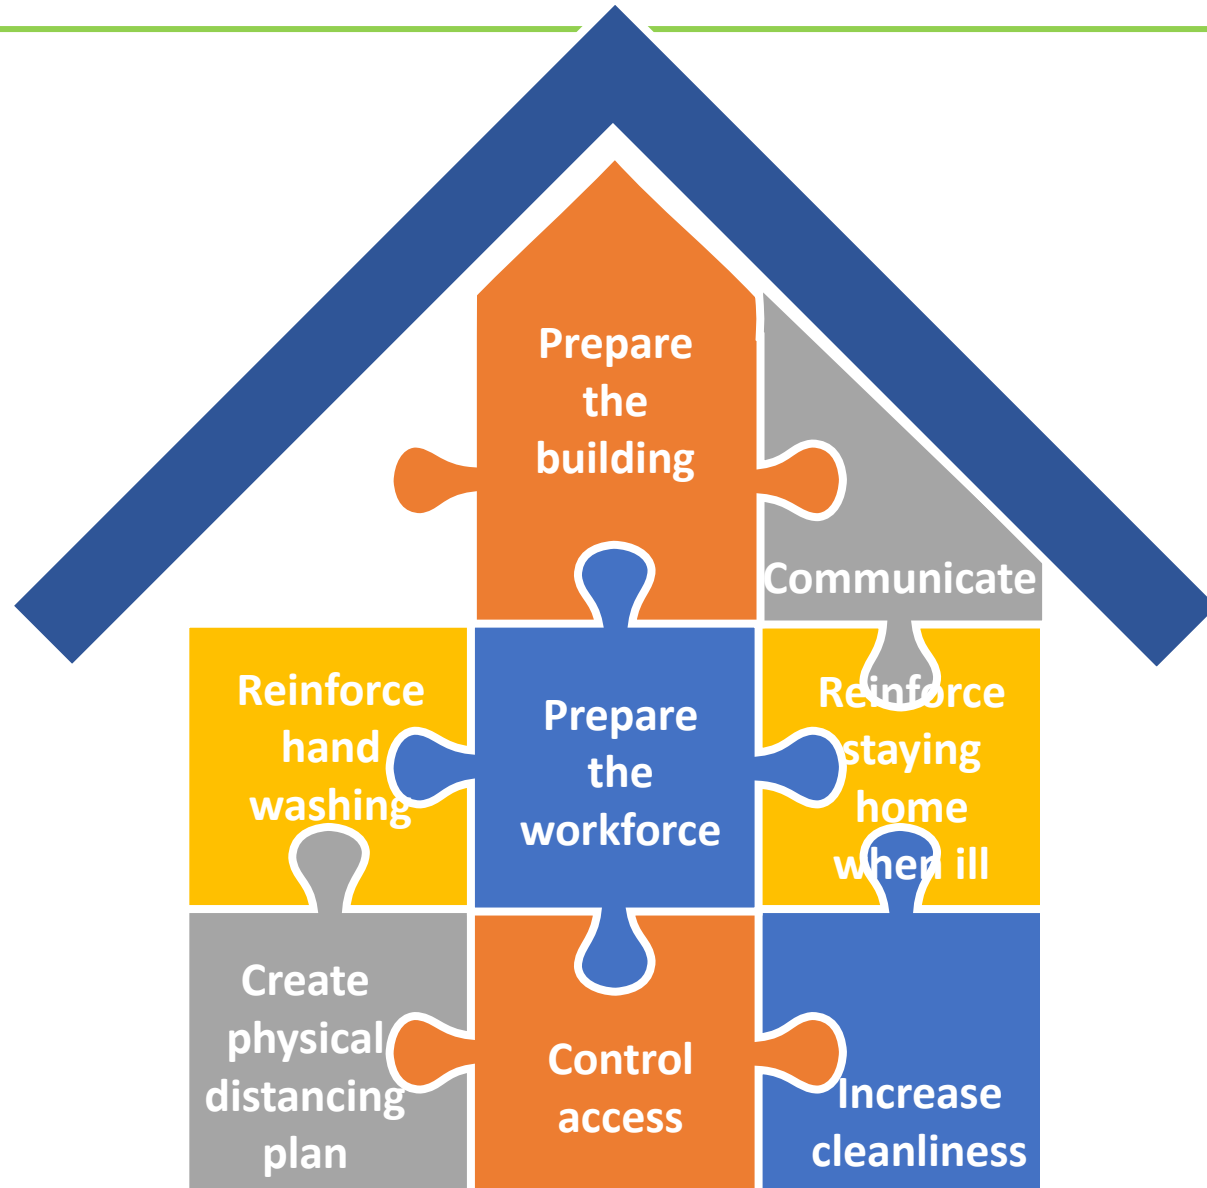 Prepare
the
building
Communicate
Reinforce
hand
washing
Prepare
the
workforce
Reinforce
staying
home
when ill
Create
physical
distancing
plan
Control
access
Increase
cleanliness